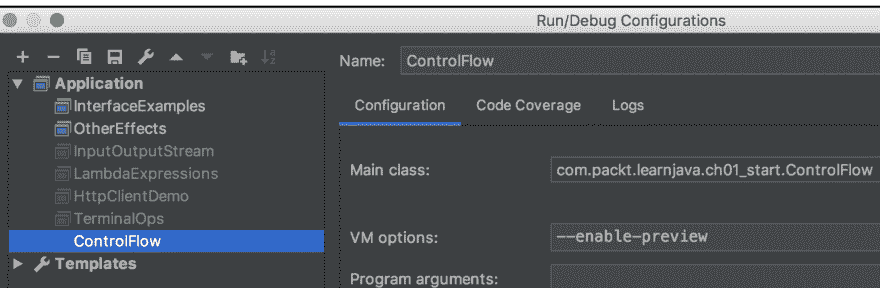 Run/Debug Configurations
Name: ControlFlow
Application
InterfaceExamples
OtherEffects
InputOutputStream
LambdaExpressions
HttpClientDemo
TerminalOps
ControlFlow
Templates
Configuration Code Coverage Logs
Main class: com.packt.learnjava.ch01_start.ControlFlow
VM options: --enable-preview
Program arguments: